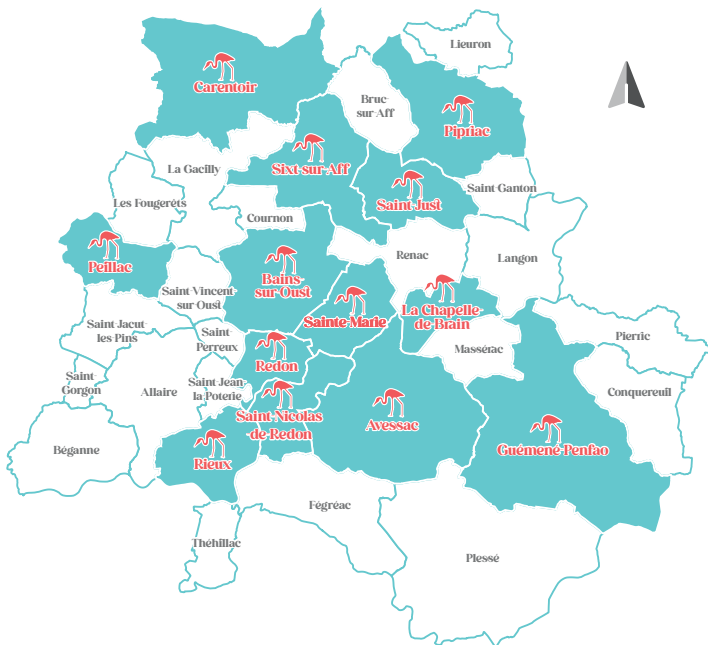 Lieuron
Carentoir
Bruc
sur Aff
Pipriac
La Gacilly
Sixt sur Aff
Saint Just
Saint Ganton
Les Fougerêts
Cournon
Peillac
Bains
sur Oust
Renac
Langon
Saint Vincent
sur Oust
Sainte Marie
La Chapelle
de Brain
Saint Jacut
les Pins
Saint
Perreux
Redon
Massérac
Pierric
Saint
Gorgon
Allaire
Saint Jean
la Poterie
Saint Nicolas
de Redon
Avessac
Conquereuil
Béganne
Rieux
Guémené-Penfao
Fégréac
Théhillac
Plessé